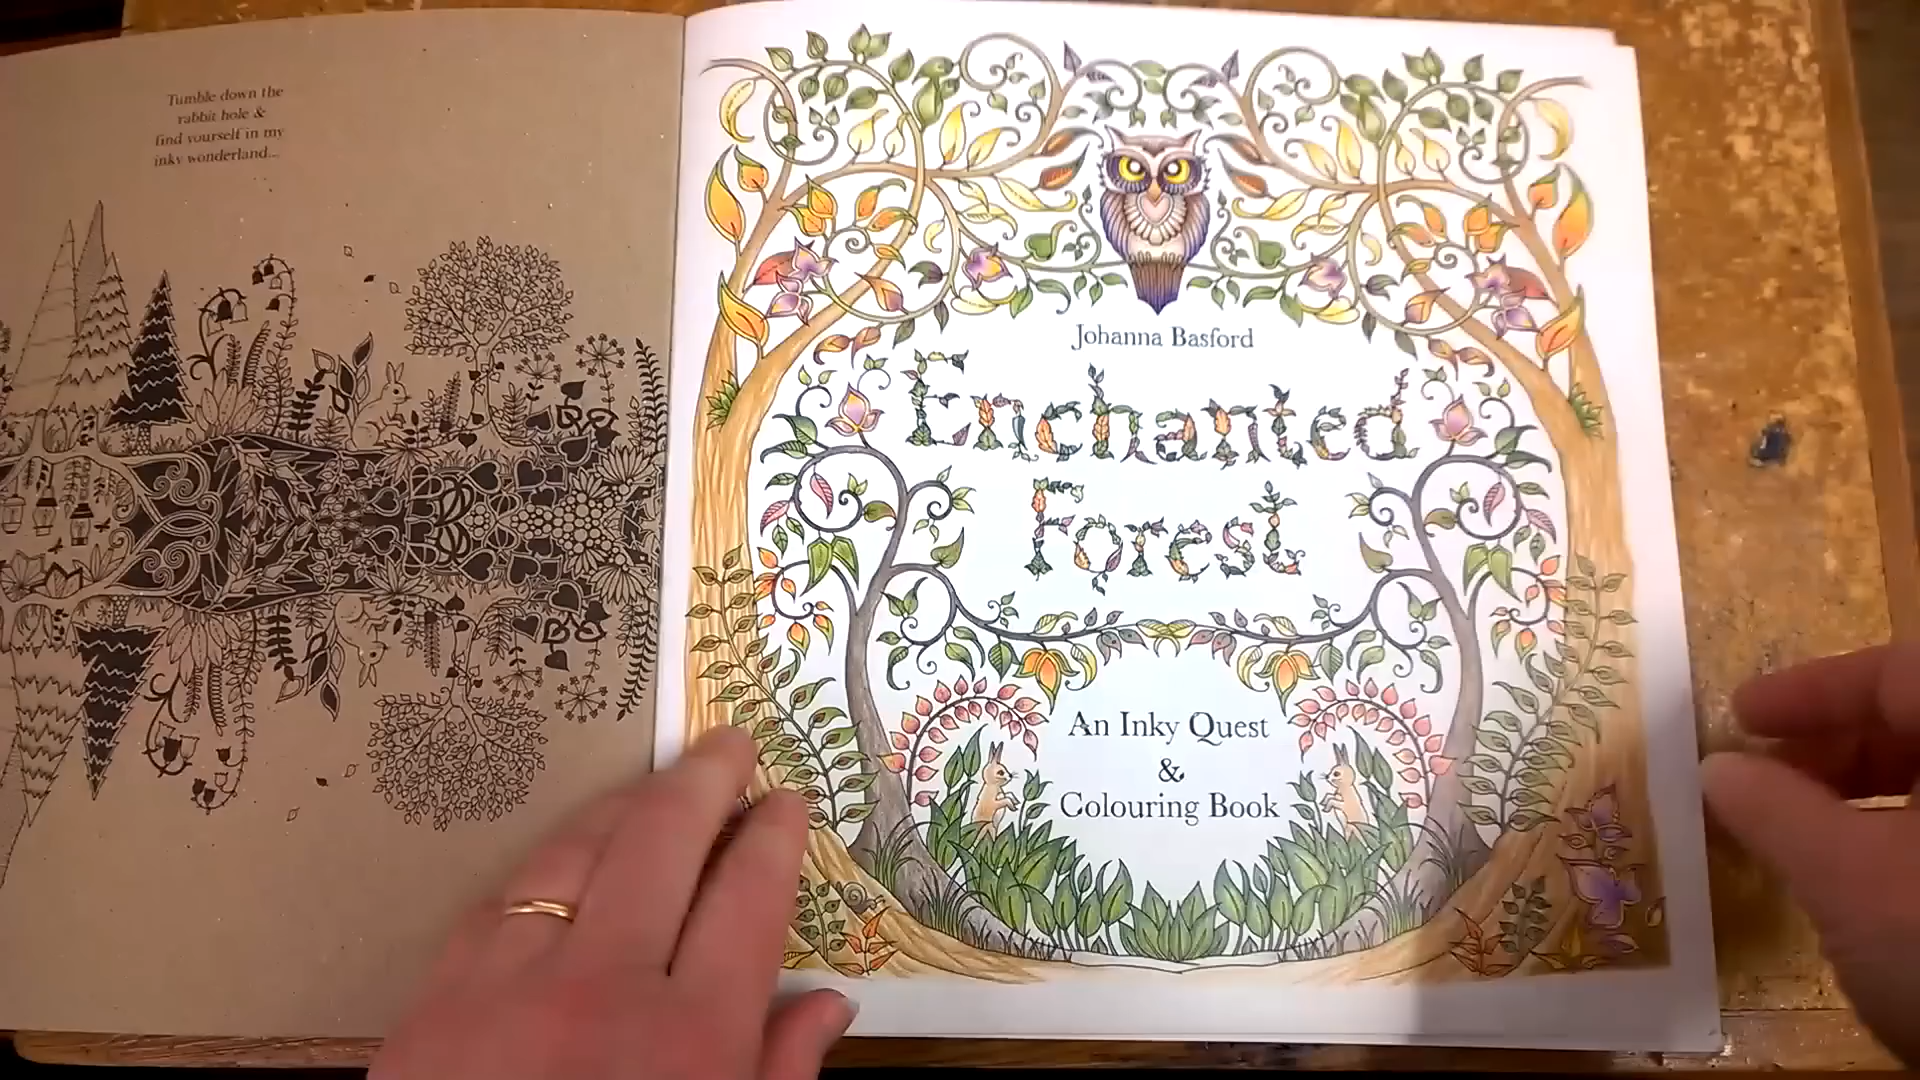 Tumble down the
rabbit hole &
find yourself in my
inky wonderland...
Johanna Basford
Enchanted
Forest
An Inky Quest
&
Colouring Book